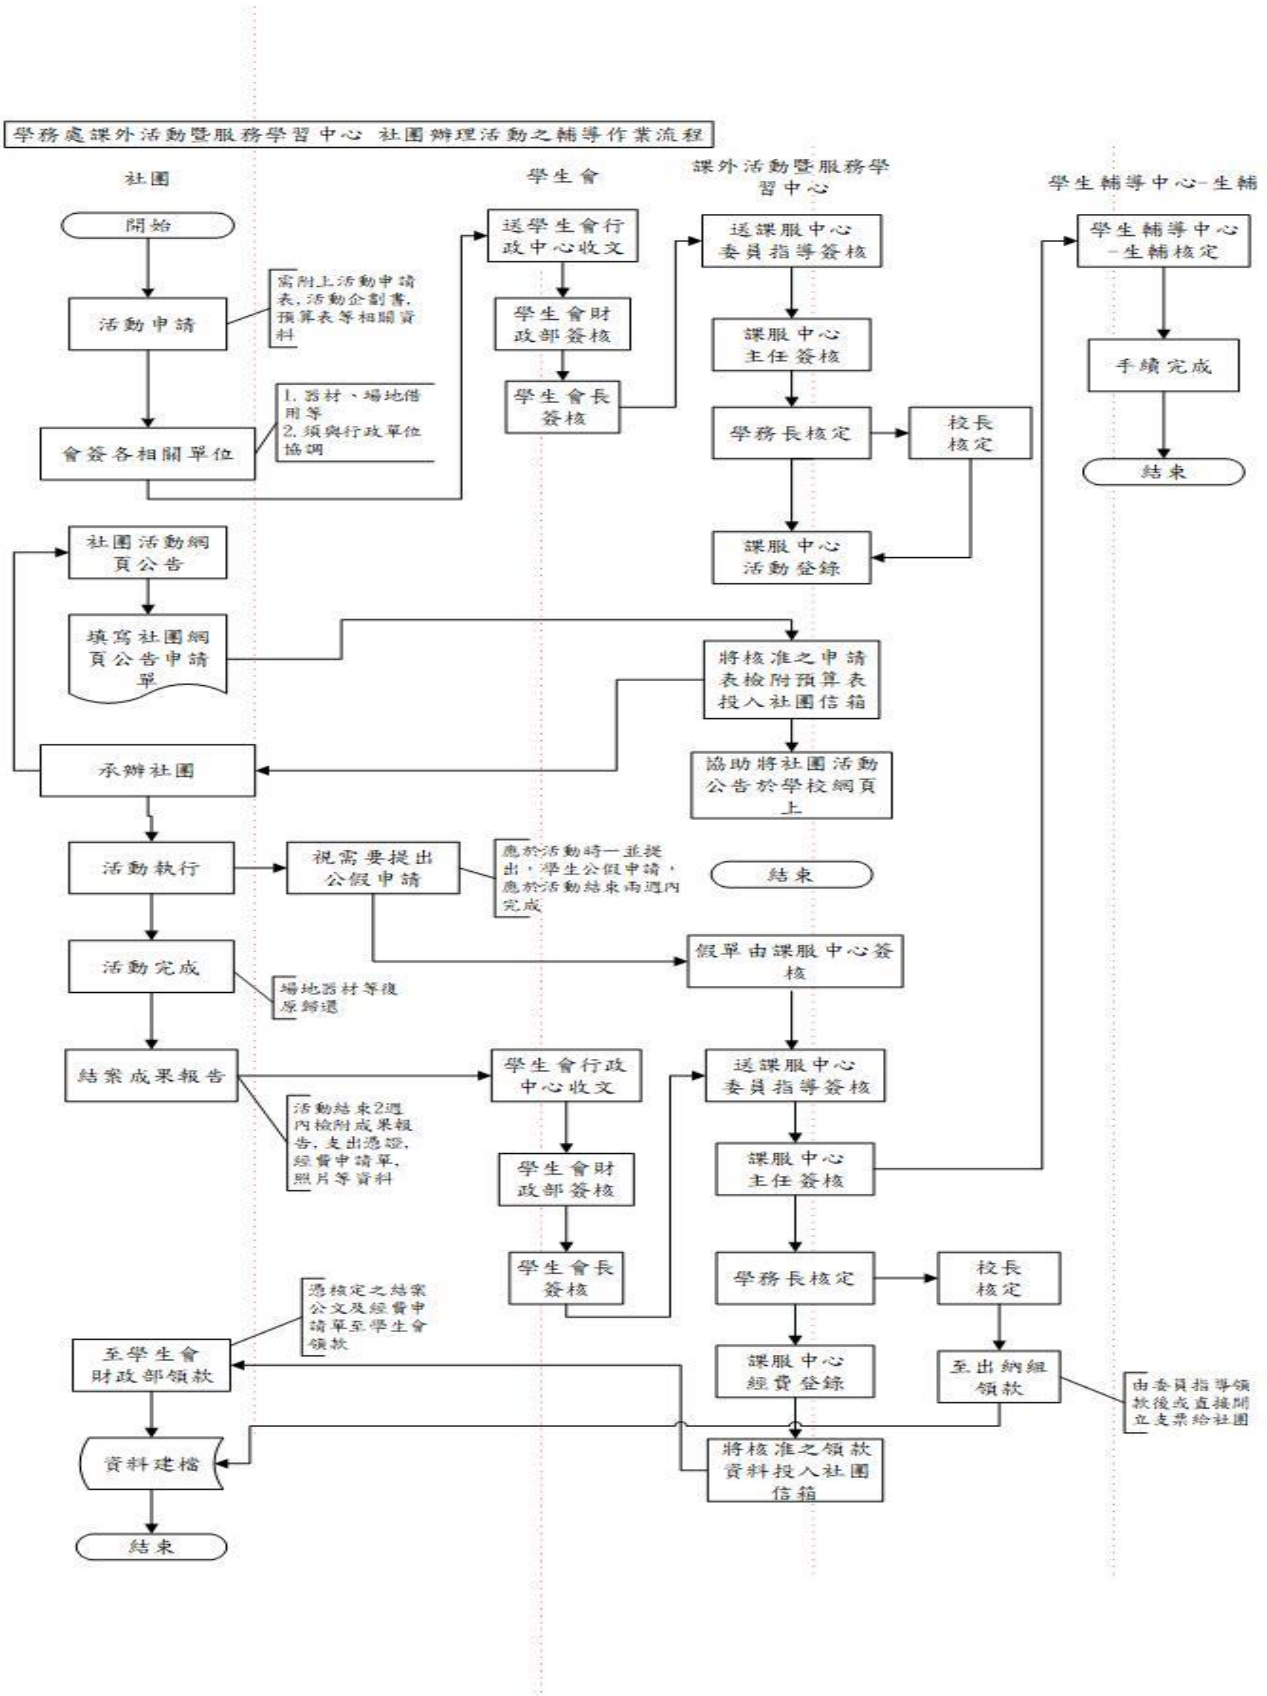 學務處課外活動暨服務學習中心 社團辦理活動之輔導作業流程
社團
學生會
課外活動暨服務學
習中心
學生輔導中心-生輔
開始
活動申請
需附上活動申請
表,活動企劃書,
預算表等相關資
料
會簽各相關單位
1. 器材、場地借
用等
2. 須與行政單位
協調
送學生會行
政中心收文
學生會財
政部簽核
學生會長
簽核
送課服中心
委員指導簽核
課服中心
主任簽核
學務長核定
校長
核定
課服中心
活動登錄
學生輔導中心
-生輔核定
手續完成
結束
社團活動網
頁公告
填寫社團網
頁公告申請
單
將核准之申請
表檢附預算表
投入社團信箱
承辦社團
協助將社團活動
公告於學校網頁
上
結束
活動執行
視需要提出
公假申請
應於活動時一並提
出,學生公假申請,
應於活動結束兩週內
完成
活動完成
場地器材等復
原歸還
假單由課服中心簽
核
結案成果報告
活動結束2週
內檢附成果報
告,支出憑證,
經費申請單,
照片等資料
學生會行政
中心收文
學生會財
政部簽核
學生會長
簽核
送課服中心
委員指導簽核
課服中心
主任簽核
學務長核定
校長
核定
課服中心
經費登錄
至出納組
領款
由委員指導領
款後或直接開
立支票給社團
將核准之領款
資料投入社團
信箱
憑核定之結案
公文及經費申
請單至學生會
領款
至學生會
財政部領款
資料建檔
結束